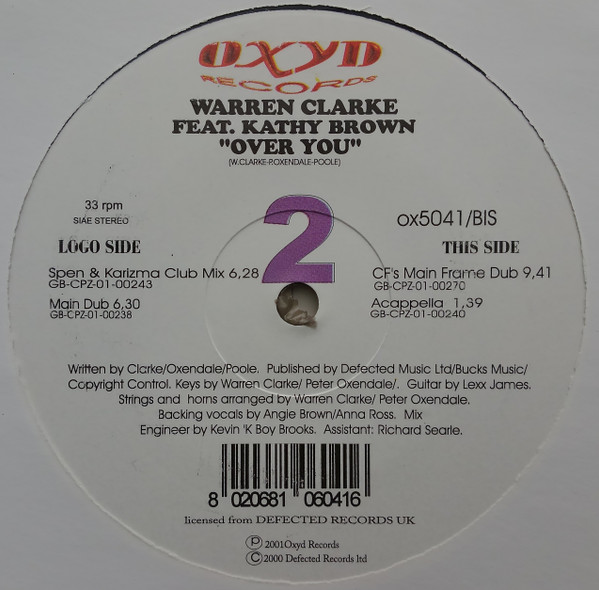 OXYD
RECORDS
WARREN CLARKE
FEAT. KATHY BROWN
"OVER YOU"
(W.CLARKE-P.OXENDALE-POOLE)
33 rpm
SIAE STEREO
2
ox5041/BIS
LOGO SIDE
Spen & Karizma Club Mix 6,28
GB-CPZ-01-00243
Main Dub 6,30
GB-CPZ-01-00238
THIS SIDE
CF's Main Frame Dub 9,41
GB-CPZ-01-00270
Acappella 1,39
GB-CPZ-01-00240
Written by Clarke/Oxendale/Poole. Published by Defected Music Ltd/Bucks Music/
Copyright Control. Keys by Warren Clarke/ Peter Oxendale/. Guitar by Lexx James.
Strings and horns arranged by Warren Clarke/ Peter Oxendale.
Backing vocals by Angie Brown/Anna Ross. Mix
Engineer by Kevin 'K Boy Brooks. Assistant: Richard Searle.
8 020681 060416
licensed from DEFECTED RECORDS UK
Ⓟ 2001Oxyd Records
© 2000 Defected Records ltd